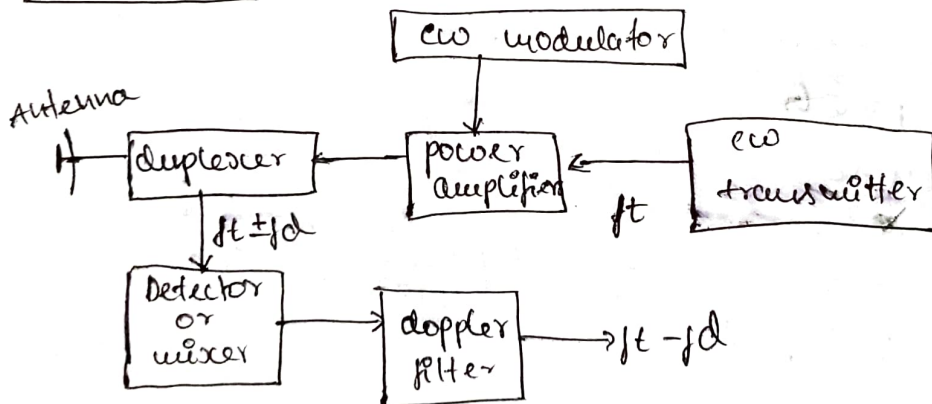 cw modulator
Antenna
duplexer
power
amplifier
cw
transmitter
ft
ft ± fd
Detector
or
mixer
doppler
filter
ft - fd